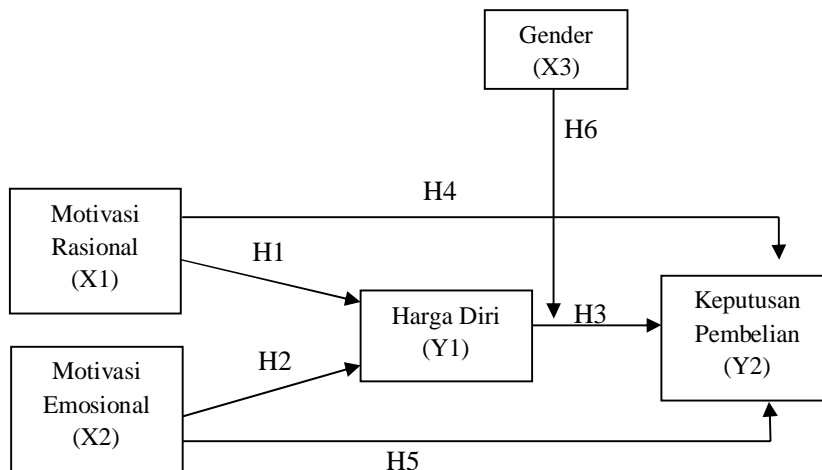 Gender
(X3)
H6
H4
Motivasi
Rasional
(X1)
H1
Harga Diri
(Y1)
H3
Keputusan
Pembelian
(Y2)
H2
Motivasi
Emosional
(X2)
H5